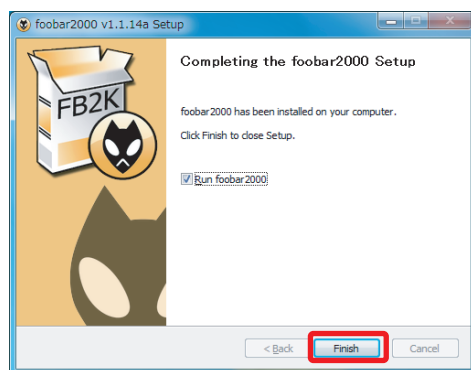 foobar2000 v1.1.14a Setup
Completing the foobar2000 Setup
FB2K
foobar2000 has been installed on your computer.
Click Finish to close Setup.
Run foobar2000
< Back
Finish
Cancel